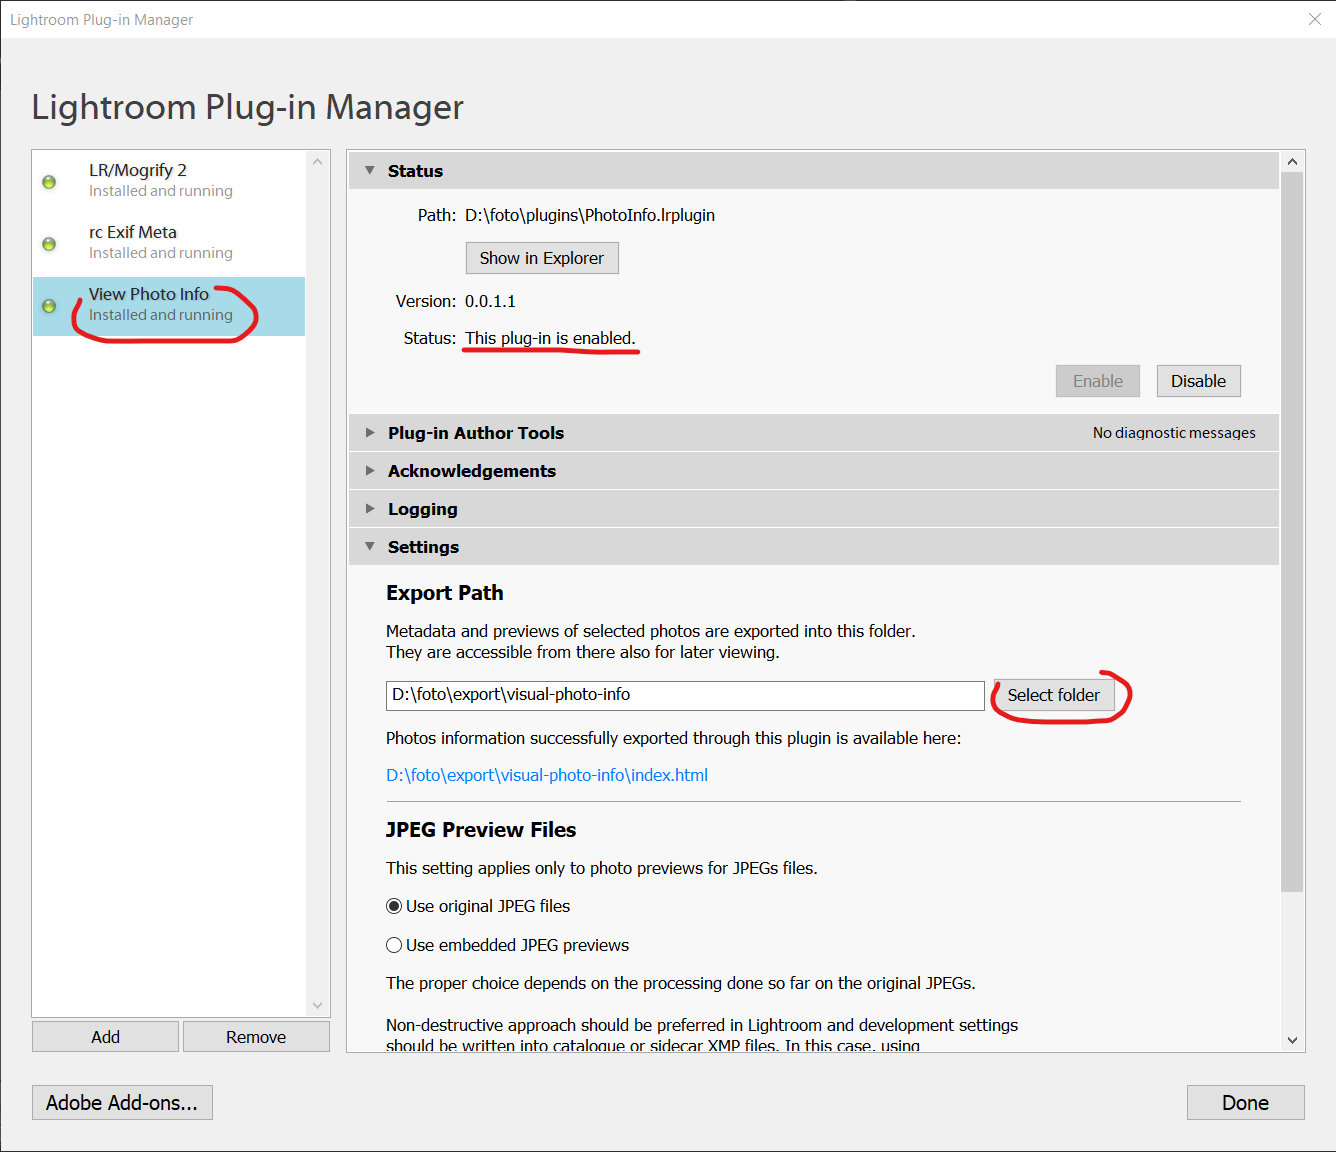 Lightroom Plug-in Manager
Lightroom Plug-in Manager
LR/Mogrify 2
Installed and running
rc Exif Meta
Installed and running
View Photo Info
Installed and running
Add
Remove
Status
Path: D:\foto\plugins\PhotoInfo.lrplugin
Show in Explorer
Version: 0.0.1.1
Status: This plug-in is enabled.
Enable
Disable
Plug-in Author Tools
No diagnostic messages
Acknowledgements
Logging
Settings
Export Path
Metadata and previews of selected photos are exported into this folder.
They are accessible from there also for later viewing.
D:\foto\export\visual-photo-info
Select folder
Photos information successfully exported through this plugin is available here:
D:\foto\export\visual-photo-info\index.html
JPEG Preview Files
This setting applies only to photo previews for JPEGs files.
Use original JPEG files
Use embedded JPEG previews
The proper choice depends on the processing done so far on the original JPEGs.
Non-destructive approach should be preferred in Lightroom and development settings
should be written into catalogue or sidecar XMP files. In this case, using
Adobe Add-ons...
Done